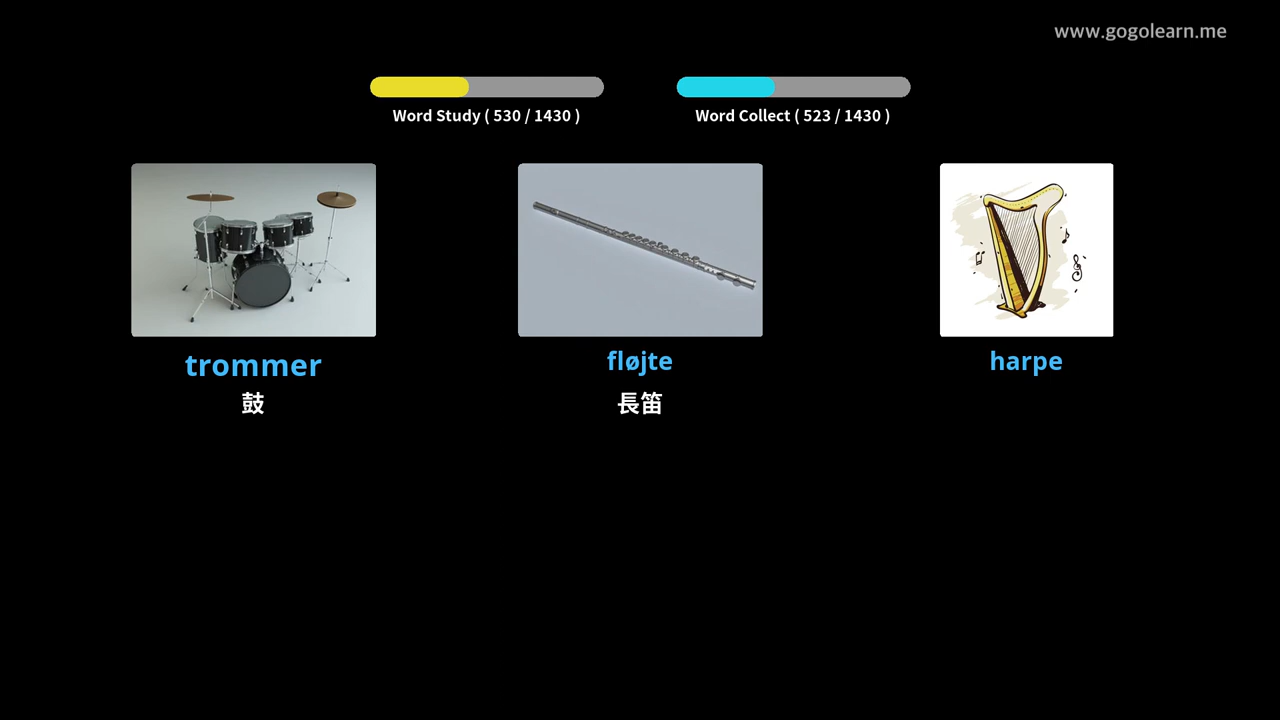 www.gogolearn.me
Word Study ( 530 / 1430 )
Word Collect ( 523 / 1430 )
trommer
fløjte
harpe
鼓
長笛